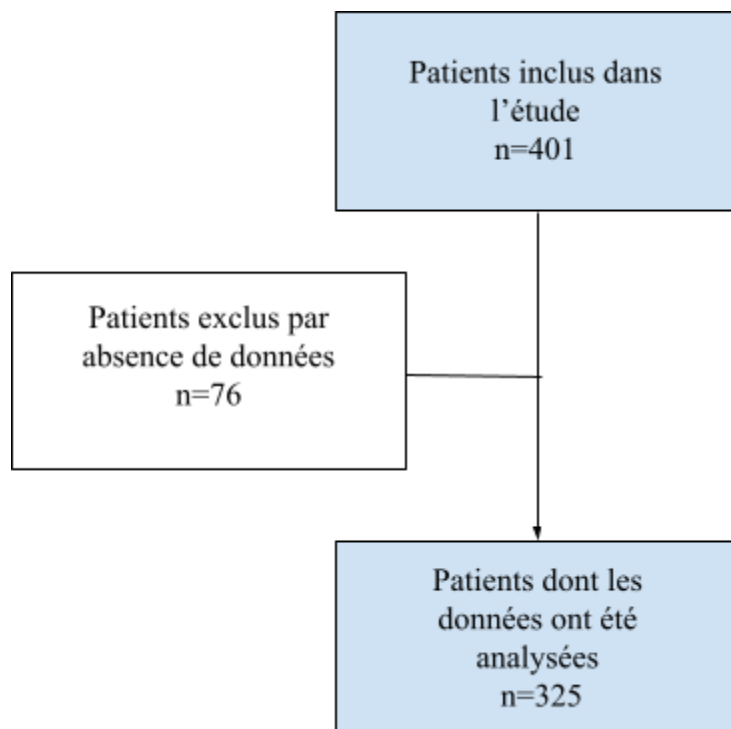 Patients inclus dans
l’étude
n=401
Patients exclus par
absence de données
n=76
Patients dont les
données ont été
analysées
n=325